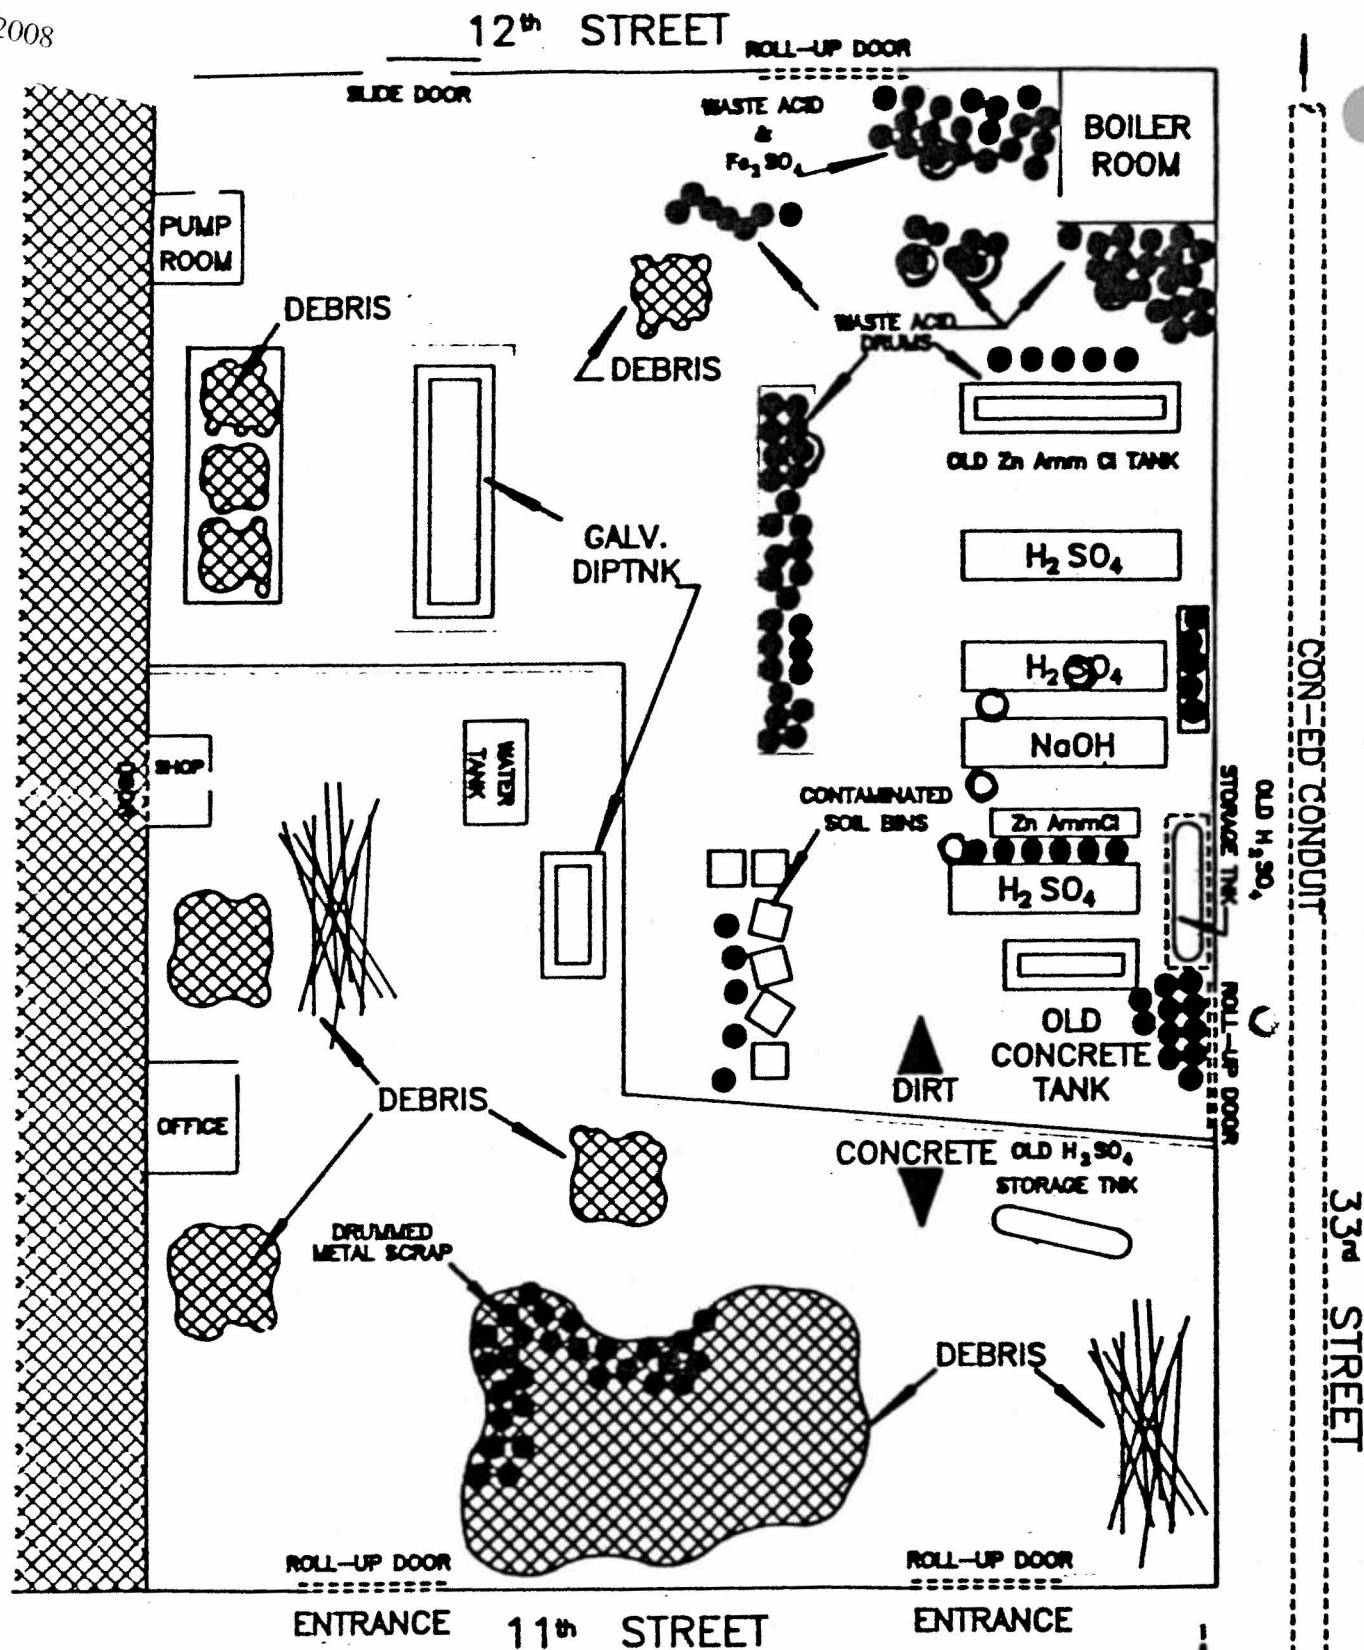 2008
12th STREET
ROLL-UP DOOR
SLIDE DOOR
WASTE ACID
&
Fe2SO4
BOILER
ROOM
PUMP
ROOM
DEBRIS
DEBRIS
WASTE ACID
DRUMS
OLD Zn Amm Cl TANK
GALV.
DIPTNK
H2SO4
H2SO4
NaOH
CON-ED CONDUIT
SHOP
DOOR
WATER
TANK
CONTAMINATED
SOIL BINS
Zn AmmCl
H2SO4
OLD H2SO4
STORAGE TNK
ROLL-UP DOOR
OLD
CONCRETE
TANK
DIRT
DEBRIS
OFFICE
CONCRETE
OLD H2SO4
STORAGE TNK
33rd STREET
DRUMMED
METAL SCRAP
DEBRIS
ROLL-UP DOOR
ROLL-UP DOOR
ENTRANCE
11th STREET
ENTRANCE